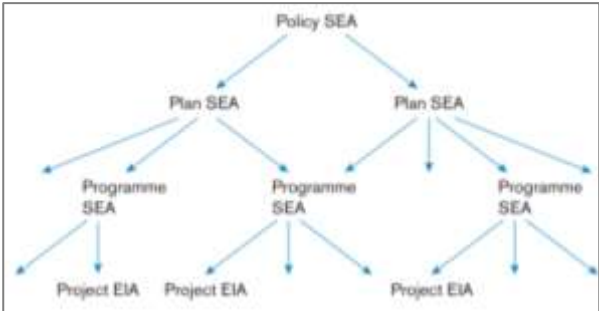 Policy SEA
Plan SEA
Plan SEA
Programme
SEA
Programme
SEA
Programme
SEA
Project EIA
Project EIA
Project EIA